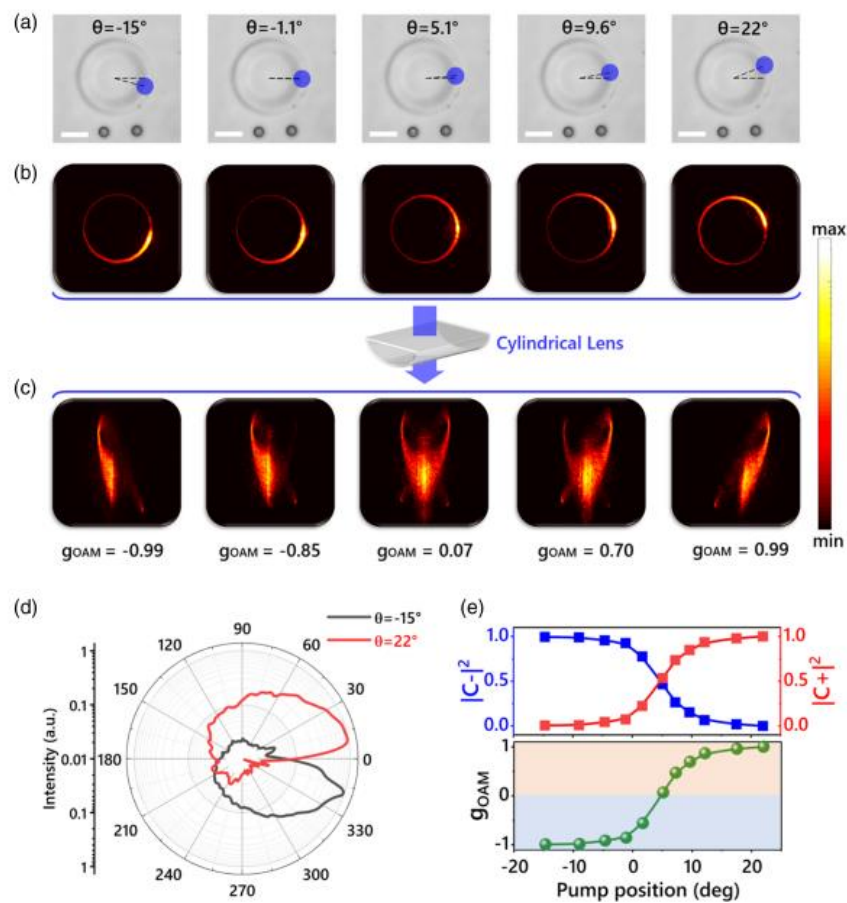 (a)
θ=-15° θ=-1.1° θ=5.1° θ=9.6° θ=22°
(b)
max
Cylindrical Lens
(c)
min
gOAM = -0.99 gOAM = -0.85 gOAM = 0.07 gOAM = 0.70 gOAM = 0.99
(d)
θ=-15°
θ=22°
90
120 60
150 30
180 0
210 330
240 300
270
1
0.1
0.01
0.1
1
Intensity (a.u.)
(e)
1.0 1.0
0.5 0.5
0.0 0.0
|C-|²
|C+|²
1
0
-1
gOAM
-20 -10 0 10 20
Pump position (deg)